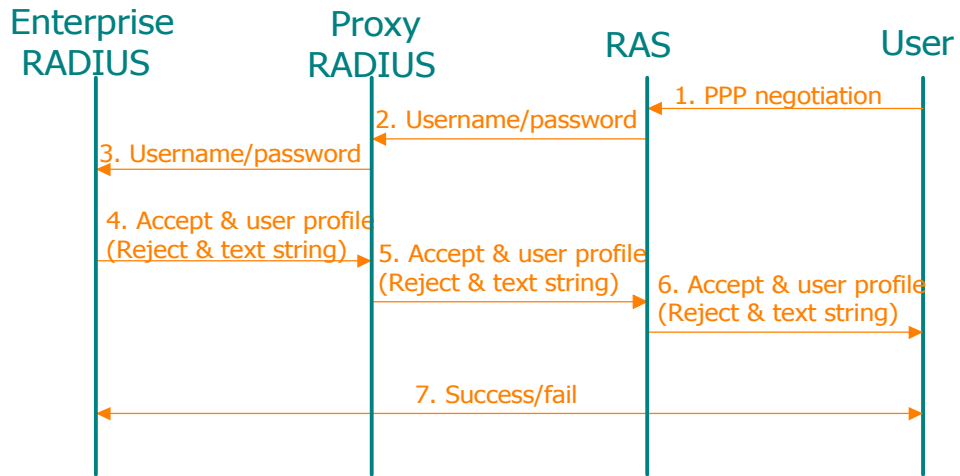 Enterprise
RADIUS
Proxy
RADIUS
RAS
User
1. PPP negotiation
2. Username/password
3. Username/password
4. Accept & user profile
(Reject & text string)
5. Accept & user profile
(Reject & text string)
6. Accept & user profile
(Reject & text string)
7. Success/fail